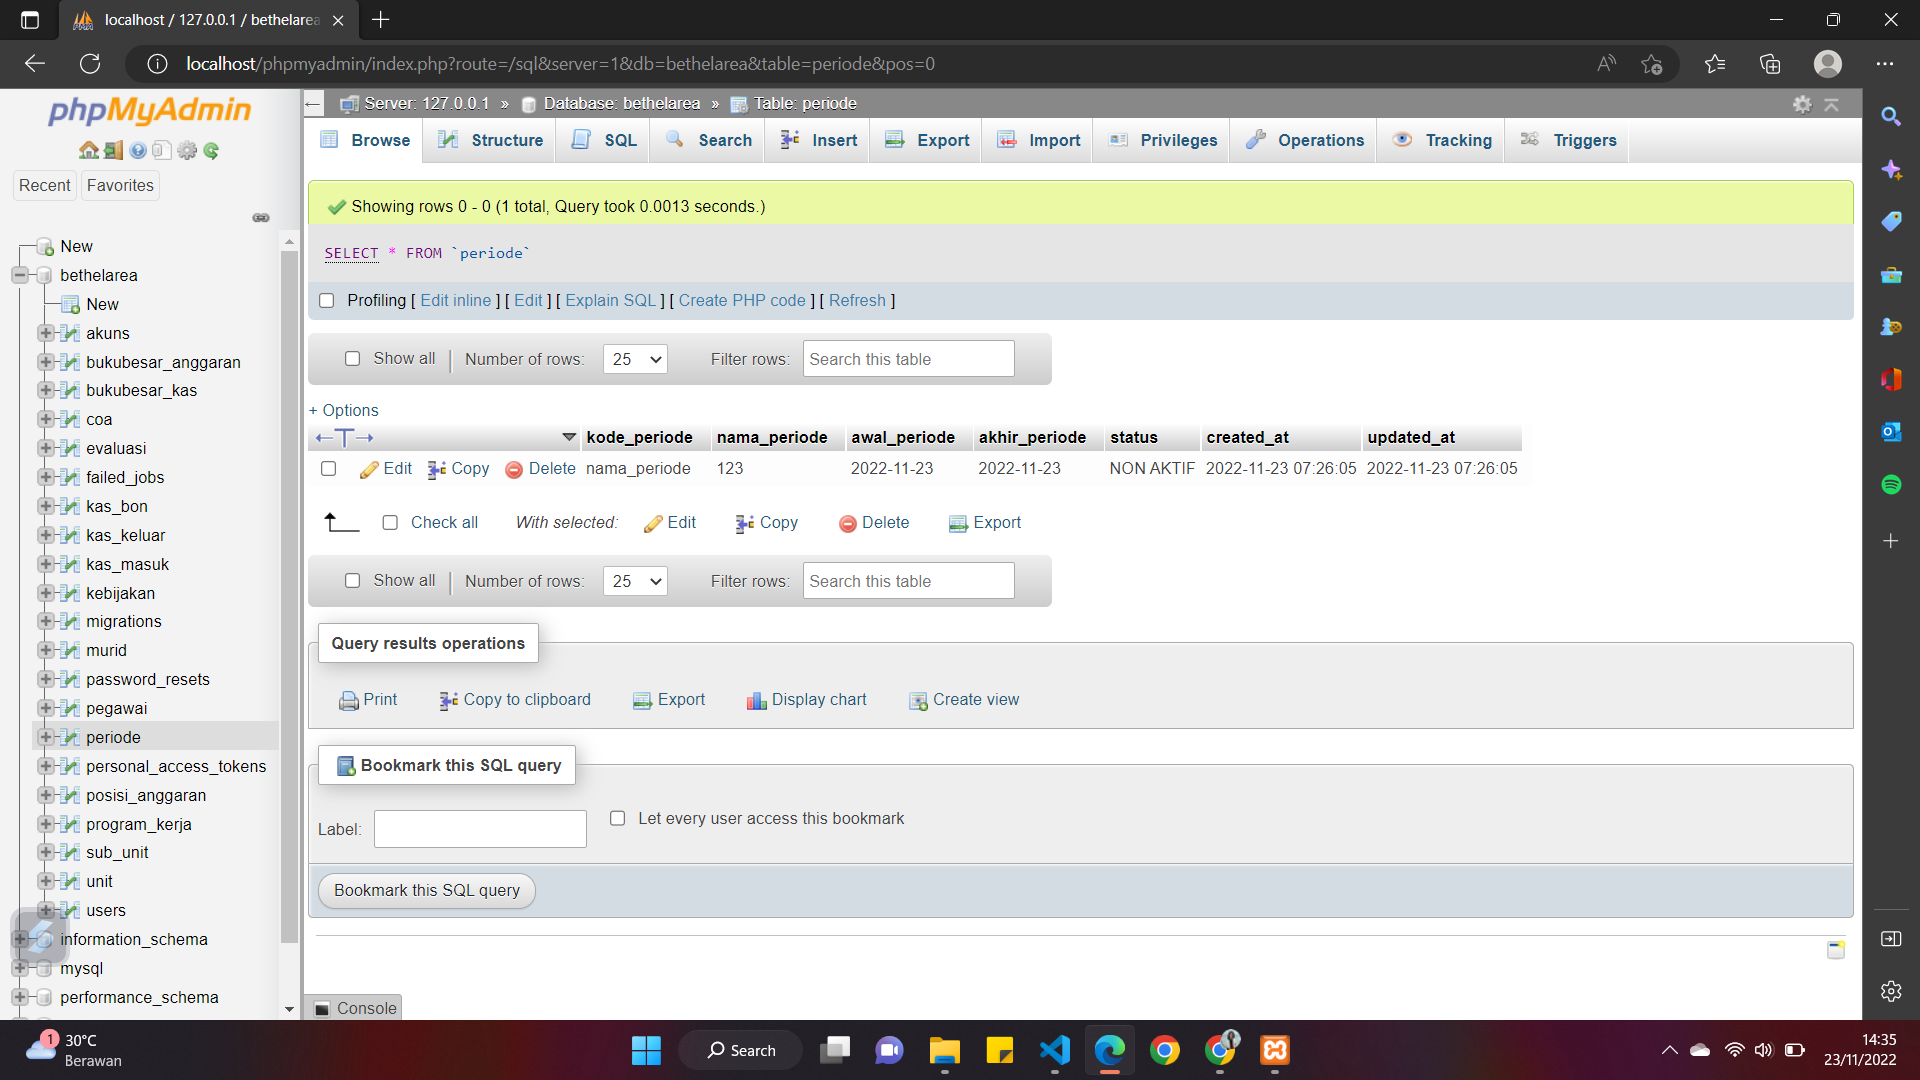 localhost / 127.0.0.1 / bethelarea
localhost/phpmyadmin/index.php?route=/sql&server=1&db=bethelarea&table=periode&pos=0
phpMyAdmin
Recent Favorites
New
bethelarea
New
akuns
bukubesar_anggaran
bukubesar_kas
coa
evaluasi
failed_jobs
kas_bon
kas_keluar
kas_masuk
kebijakan
migrations
murid
password_resets
pegawai
periode
personal_access_tokens
posisi_anggaran
program_kerja
sub_unit
unit
users
information_schema
mysql
performance_schema
Server: 127.0.0.1 » Database: bethelarea » Table: periode
Browse Structure SQL Search Insert Export Import Privileges Operations Tracking Triggers
Showing rows 0 - 0 (1 total, Query took 0.0013 seconds.)
SELECT * FROM `periode`
Profiling [ Edit inline ] [ Edit ] [ Explain SQL ] [ Create PHP code ] [ Refresh ]
Show all Number of rows: 25 Filter rows: Search this table
+ Options
←T→ kode_periode nama_periode awal_periode akhir_periode status created_at updated_at
Edit Copy Delete nama_periode 123 2022-11-23 2022-11-23 NON AKTIF 2022-11-23 07:26:05 2022-11-23 07:26:05
Check all With selected: Edit Copy Delete Export
Show all Number of rows: 25 Filter rows: Search this table
Query results operations
Print Copy to clipboard Export Display chart Create view
Bookmark this SQL query
Label: Let every user access this bookmark
Bookmark this SQL query
Console
1
30°C
Berawan
Search
14:35
23/11/2022